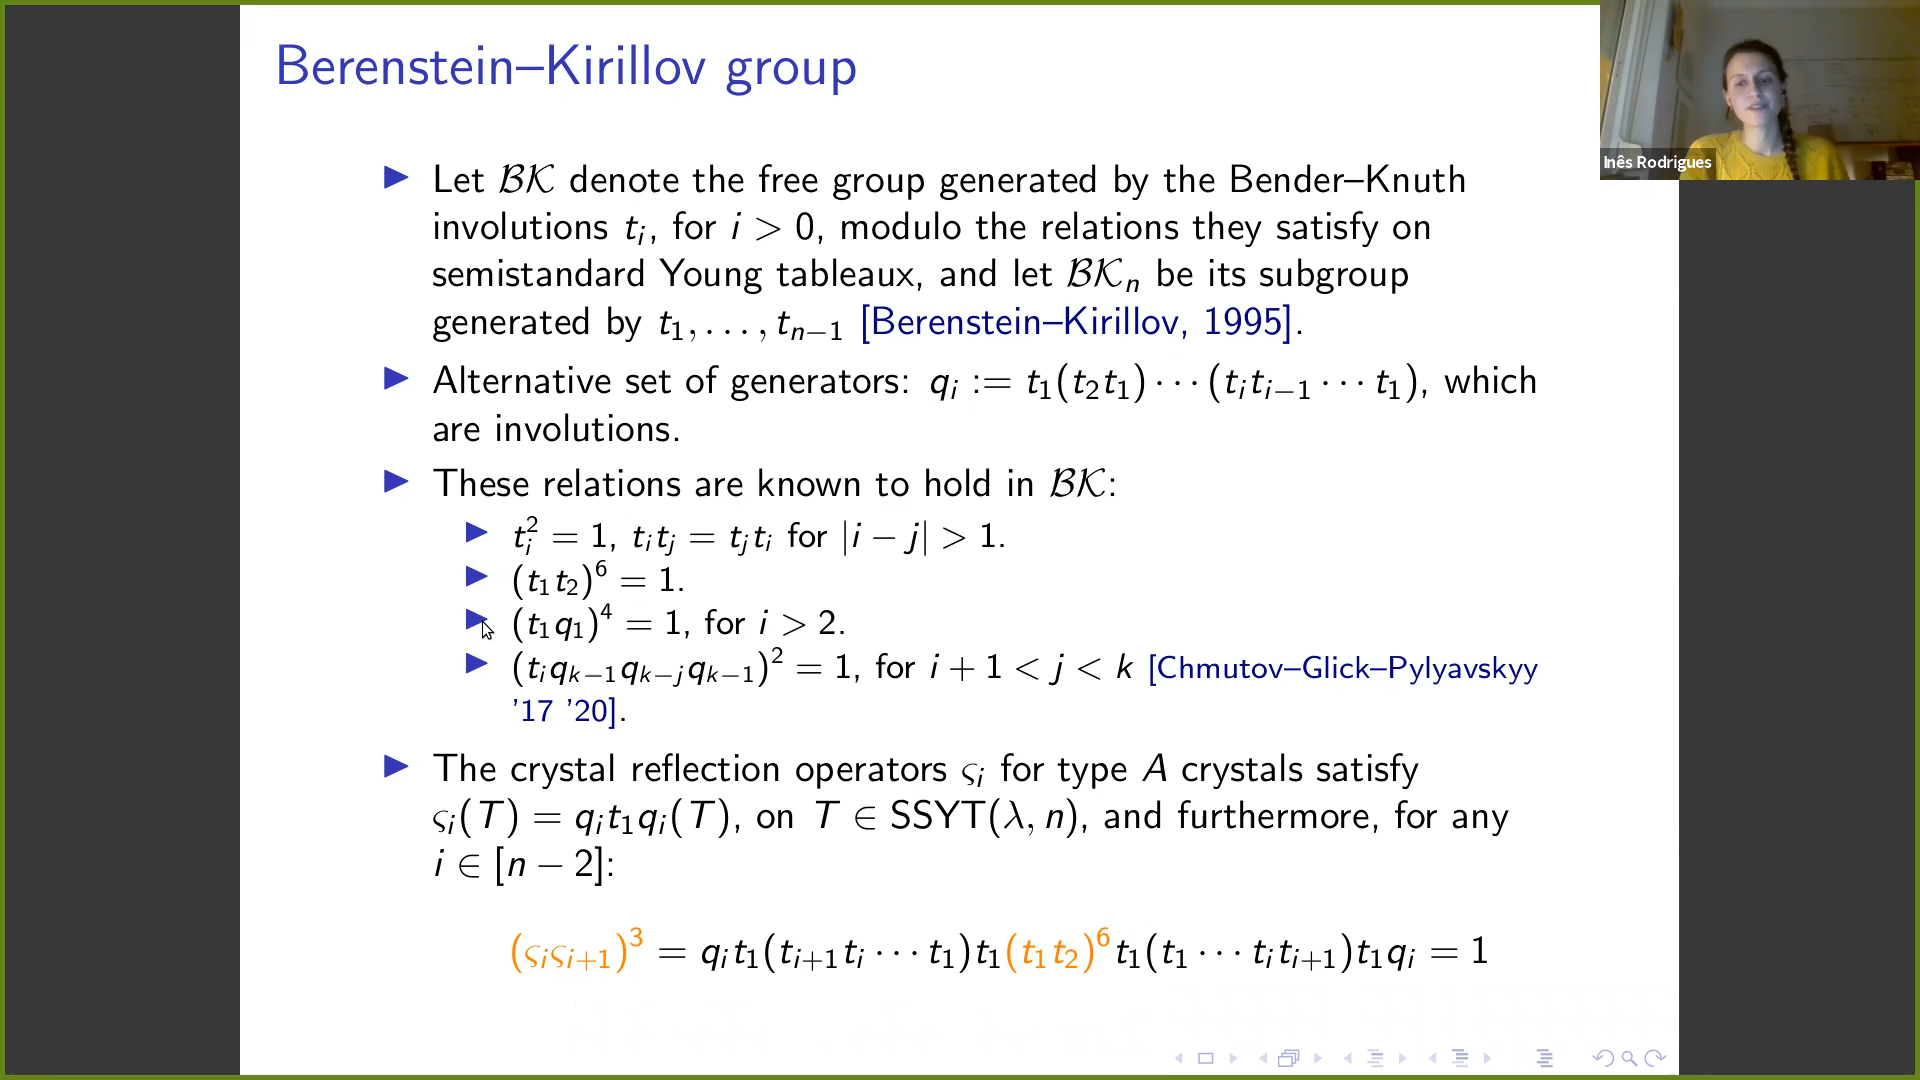 Berenstein–Kirillov group
Inês Rodrigues
Let 𝓑𝓚 denote the free group generated by the Bender–Knuth
involutions tᵢ, for i > 0, modulo the relations they satisfy on
semistandard Young tableaux, and let 𝓑𝓚ₙ be its subgroup
generated by t₁, . . . , tₙ₋₁ [Berenstein–Kirillov, 1995].
Alternative set of generators: qᵢ := t₁(t₂t₁) · · · (tᵢtᵢ₋₁ · · · t₁), which
are involutions.
These relations are known to hold in 𝓑𝓚:
tᵢ² = 1, tᵢtⱼ = tⱼtᵢ for |i − j| > 1.
(t₁t₂)⁶ = 1.
(t₁q₁)⁴ = 1, for i > 2.
(tᵢqₖ₋₁qₖ₋ⱼqₖ₋₁)² = 1, for i + 1 < j < k [Chmutov–Glick–Pylyavskyy
’17 ’20].
The crystal reflection operators ςᵢ for type A crystals satisfy
ςᵢ(T) = qᵢt₁qᵢ(T), on T ∈ SSYT(λ, n), and furthermore, for any
i ∈ [n − 2]:
(ςᵢςᵢ₊₁)³ = qᵢt₁(tᵢ₊₁tᵢ · · · t₁)t₁(t₁t₂)⁶t₁(t₁ · · · tᵢtᵢ₊₁)t₁qᵢ = 1